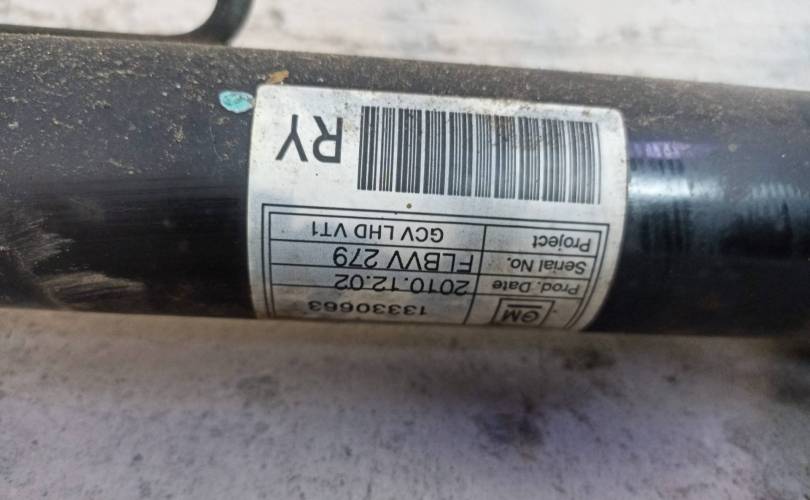 GM 13330663
Prod. Date 2010.12.02
Serial No. FLBVV 279
Project GCV LHD VT1
RY